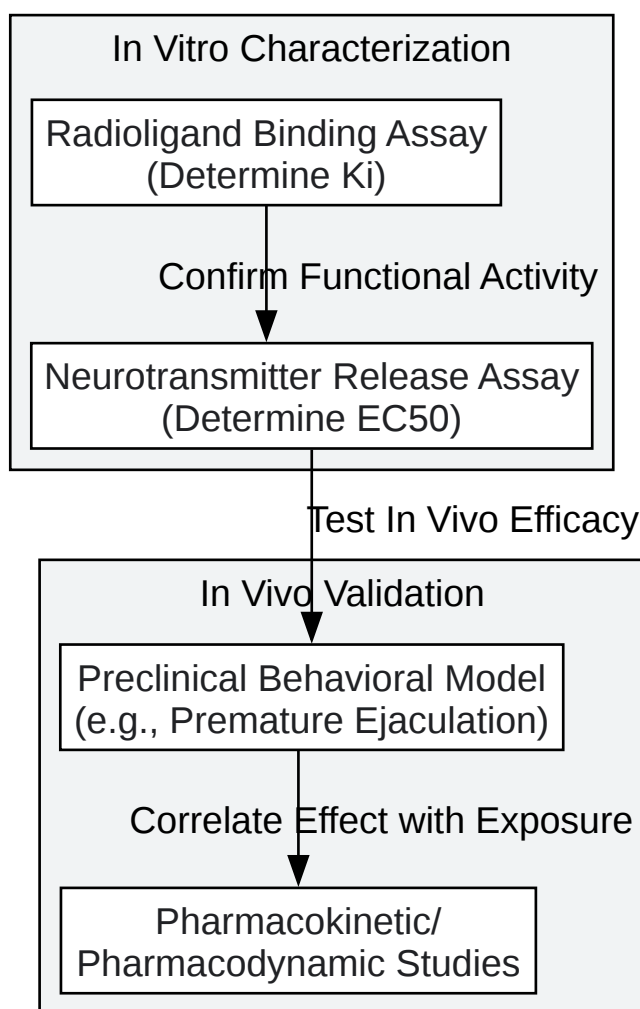 In Vitro Characterization
Radioligand Binding Assay
(Determine Ki)
Confirm Functional Activity
Neurotransmitter Release Assay
(Determine EC50)
Test In Vivo Efficacy
In Vivo Validation
Preclinical Behavioral Model
(e.g., Premature Ejaculation)
Correlate Effect with Exposure
Pharmacokinetic/
Pharmacodynamic Studies